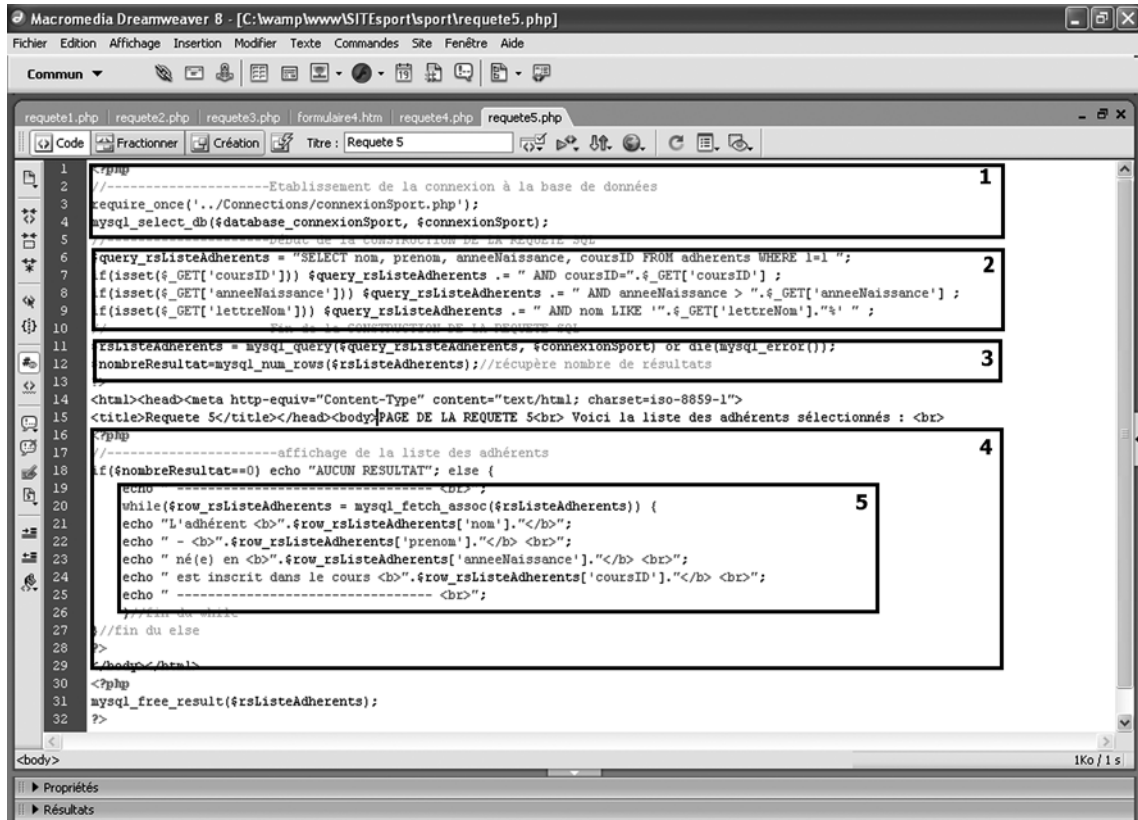 Macromedia Dreamweaver 8 - [C:\wamp\www\SITEsport\sport\requete5.php]
Fichier Edition Affichage Insertion Modifier Texte Commandes Site Fenêtre Aide
Commun
requete1.php requete2.php requete3.php formulaire4.htm requete4.php requete5.php
Code Fractionner Création Titre : Requete 5
1 <?php
1
2 //---------------------Etablissement de la connexion à la base de données
3 require_once('../Connections/connexionSport.php');
4 mysql_select_db($database_connexionSport, $connexionSport);
5 //---------------------Début de la CONSTRUCTION DE LA REQUETE SQL
6 $query_rsListeAdherents = "SELECT nom, prenom, anneeNaissance, coursID FROM adherents WHERE 1=1 ";
2
7 if(isset($_GET['coursID'])) $query_rsListeAdherents .= " AND coursID=".$_GET['coursID'] ;
8 if(isset($_GET['anneeNaissance'])) $query_rsListeAdherents .= " AND anneeNaissance > ".$_GET['anneeNaissance'] ;
9 if(isset($_GET['lettreNom'])) $query_rsListeAdherents .= " AND nom LIKE '".$_GET['lettreNom']."%' " ;
10 //---------------------Fin de la CONSTRUCTION DE LA REQUETE SQL
11 $rsListeAdherents = mysql_query($query_rsListeAdherents, $connexionSport) or die(mysql_error());
3
12 $nombreResultat=mysql_num_rows($rsListeAdherents);//récupère nombre de résultats
13 ?>
14 <html><head><meta http-equiv="Content-Type" content="text/html; charset=iso-8859-1">
15 <title>Requete 5</title></head><body>PAGE DE LA REQUETE 5<br> Voici la liste des adhérents sélectionnés : <br>
16 <?php
4
17 //----------------------affichage de la liste des adhérents
18 if($nombreResultat==0) echo "AUCUN RESULTAT"; else {
19 echo " --------------------------------- <br>";
20 while($row_rsListeAdherents = mysql_fetch_assoc($rsListeAdherents)) {
5
21 echo "L'adhérent <b>".$row_rsListeAdherents['nom']."</b>";
22 echo " - <b>".$row_rsListeAdherents['prenom']."</b> <br>";
23 echo " né(e) en <b>".$row_rsListeAdherents['anneeNaissance']."</b> <br>";
24 echo " est inscrit dans le cours <b>".$row_rsListeAdherents['coursID']."</b> <br>";
25 echo " --------------------------------- <br>";
26 }//fin du while
27 }//fin du else
28 ?>
29 </body></html>
30 <?php
31 mysql_free_result($rsListeAdherents);
32 ?>
<body> 1Ko / 1 s
Propriétés
Résultats